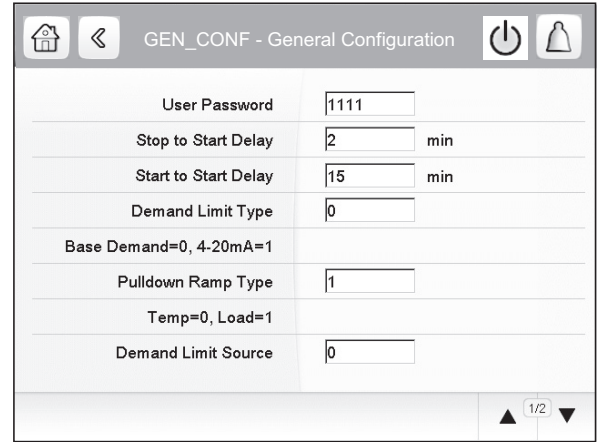 GEN_CONF - General Configuration
User Password 1111
Stop to Start Delay 2 min
Start to Start Delay 15 min
Demand Limit Type 0
Base Demand=0, 4-20mA=1
Pulldown Ramp Type 1
Temp=0, Load=1
Demand Limit Source 0
1/2